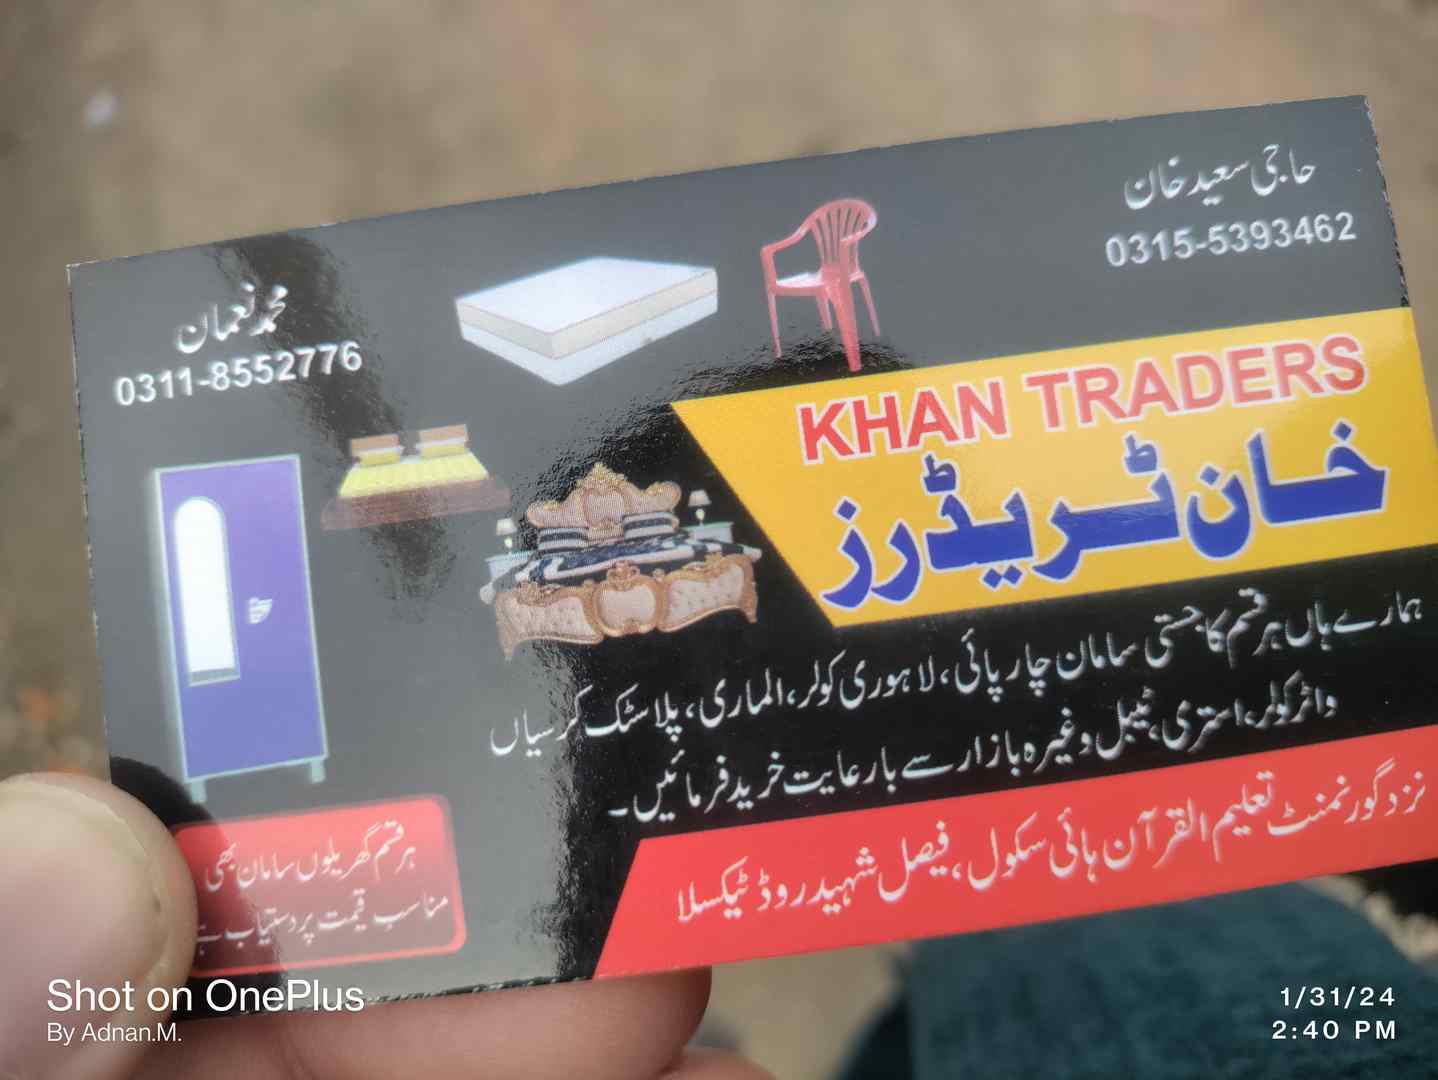 حاجی سعید خان
0315-5393462
محمد نعمان
0311-8552776
KHAN TRADERS
خان ٹریڈرز
ہمارے ہاں ہر قسم کا جستی سامان چارپائی، لاہوری کولر، الماری، پلاسٹک کرسیاں
واٹر کولر، استری، ٹیبل وغیرہ بازار سے بارعایت خرید فرمائیں۔
نزد گورنمنٹ تعلیم القرآن ہائی سکول، فیصل شہید روڈ ٹیکسلا
ہر قسم گھریلوں سامان بھی
مناسب قیمت پر دستیاب ہے
Shot on OnePlus
By Adnan.M.
1/31/24
2:40 PM